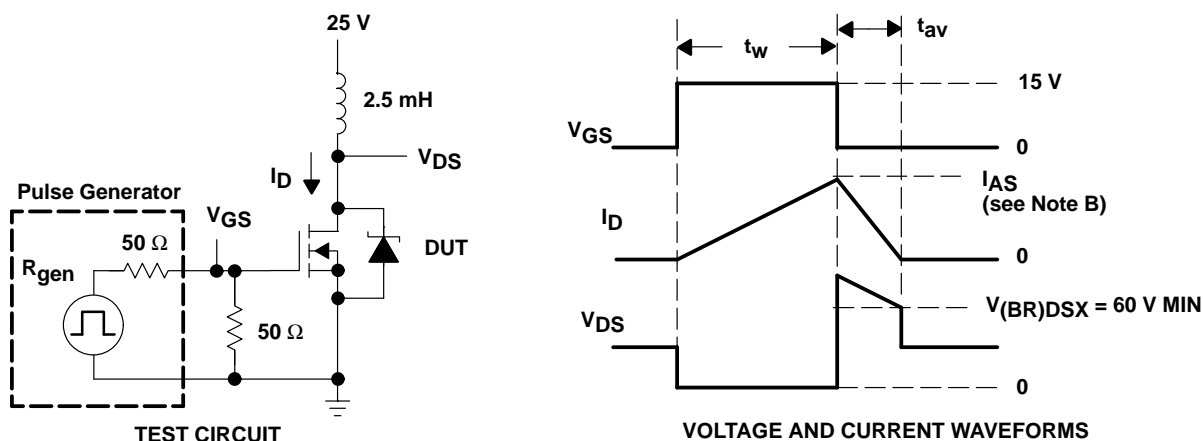 25 V
2.5 mH
VDS
ID
Pulse Generator
VGS
50 Ω
Rgen
DUT
50 Ω
TEST CIRCUIT
tw
tav
15 V
VGS
0
IAS
(see Note B)
ID
0
V(BR)DSX = 60 V MIN
VDS
0
VOLTAGE AND CURRENT WAVEFORMS